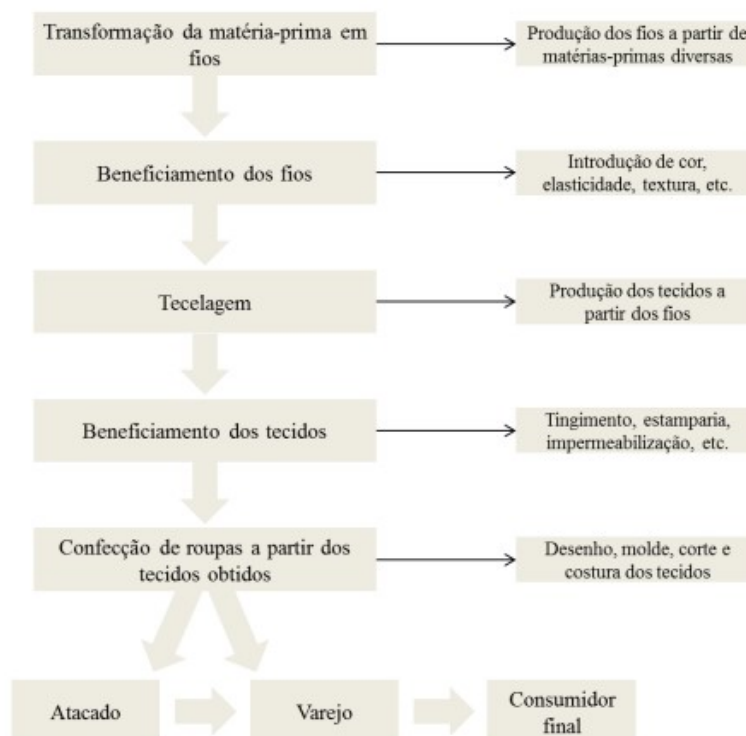 Transformação da matéria-prima em
fios
Produção dos fios a partir de
matérias-primas diversas
Beneficiamento dos fios
Introdução de cor,
elasticidade, textura, etc.
Tecelagem
Produção dos tecidos a
partir dos fios
Beneficiamento dos tecidos
Tingimento, estamparia,
impermeabilização, etc.
Confecção de roupas a partir dos
tecidos obtidos
Desenho, molde, corte e
costura dos tecidos
Atacado
Varejo
Consumidor
final